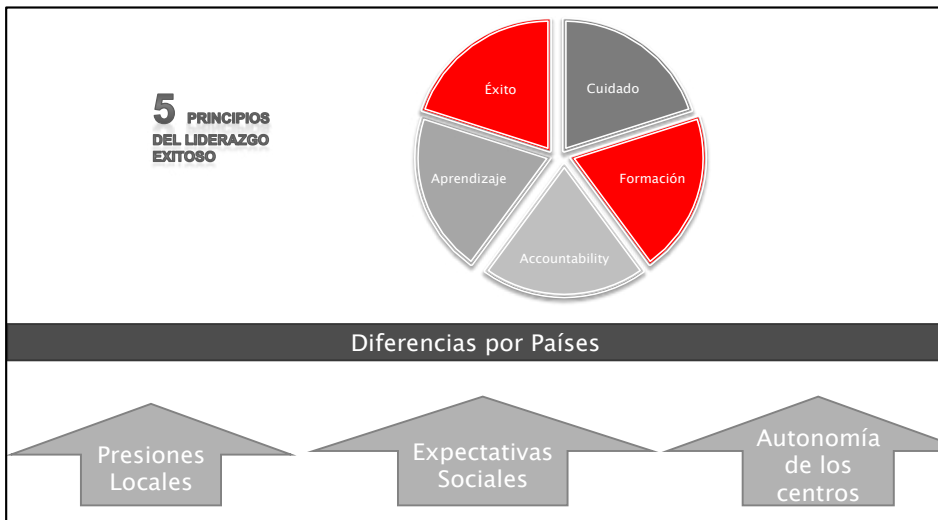 5 PRINCIPIOS
DEL LIDERAZGO
EXITOSO
Éxito
Cuidado
Aprendizaje
Formación
Accountability
Diferencias por Países
Presiones
Locales
Expectativas
Sociales
Autonomía
de los
centros